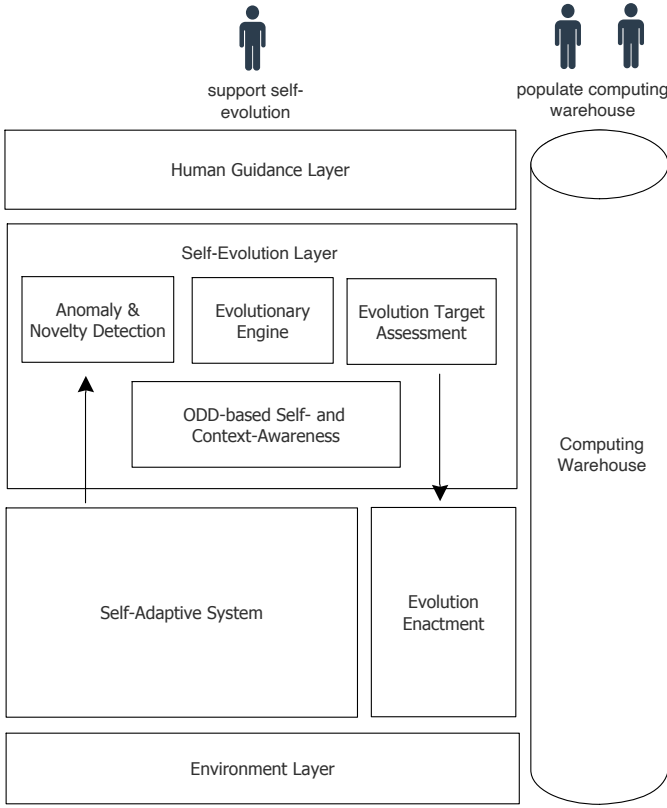 support self-
evolution
populate computing
warehouse
Human Guidance Layer
Self-Evolution Layer
Anomaly &
Novelty Detection
Evolutionary
Engine
Evolution Target
Assessment
ODD-based Self- and
Context-Awareness
Computing
Warehouse
Self-Adaptive System
Evolution
Enactment
Environment Layer